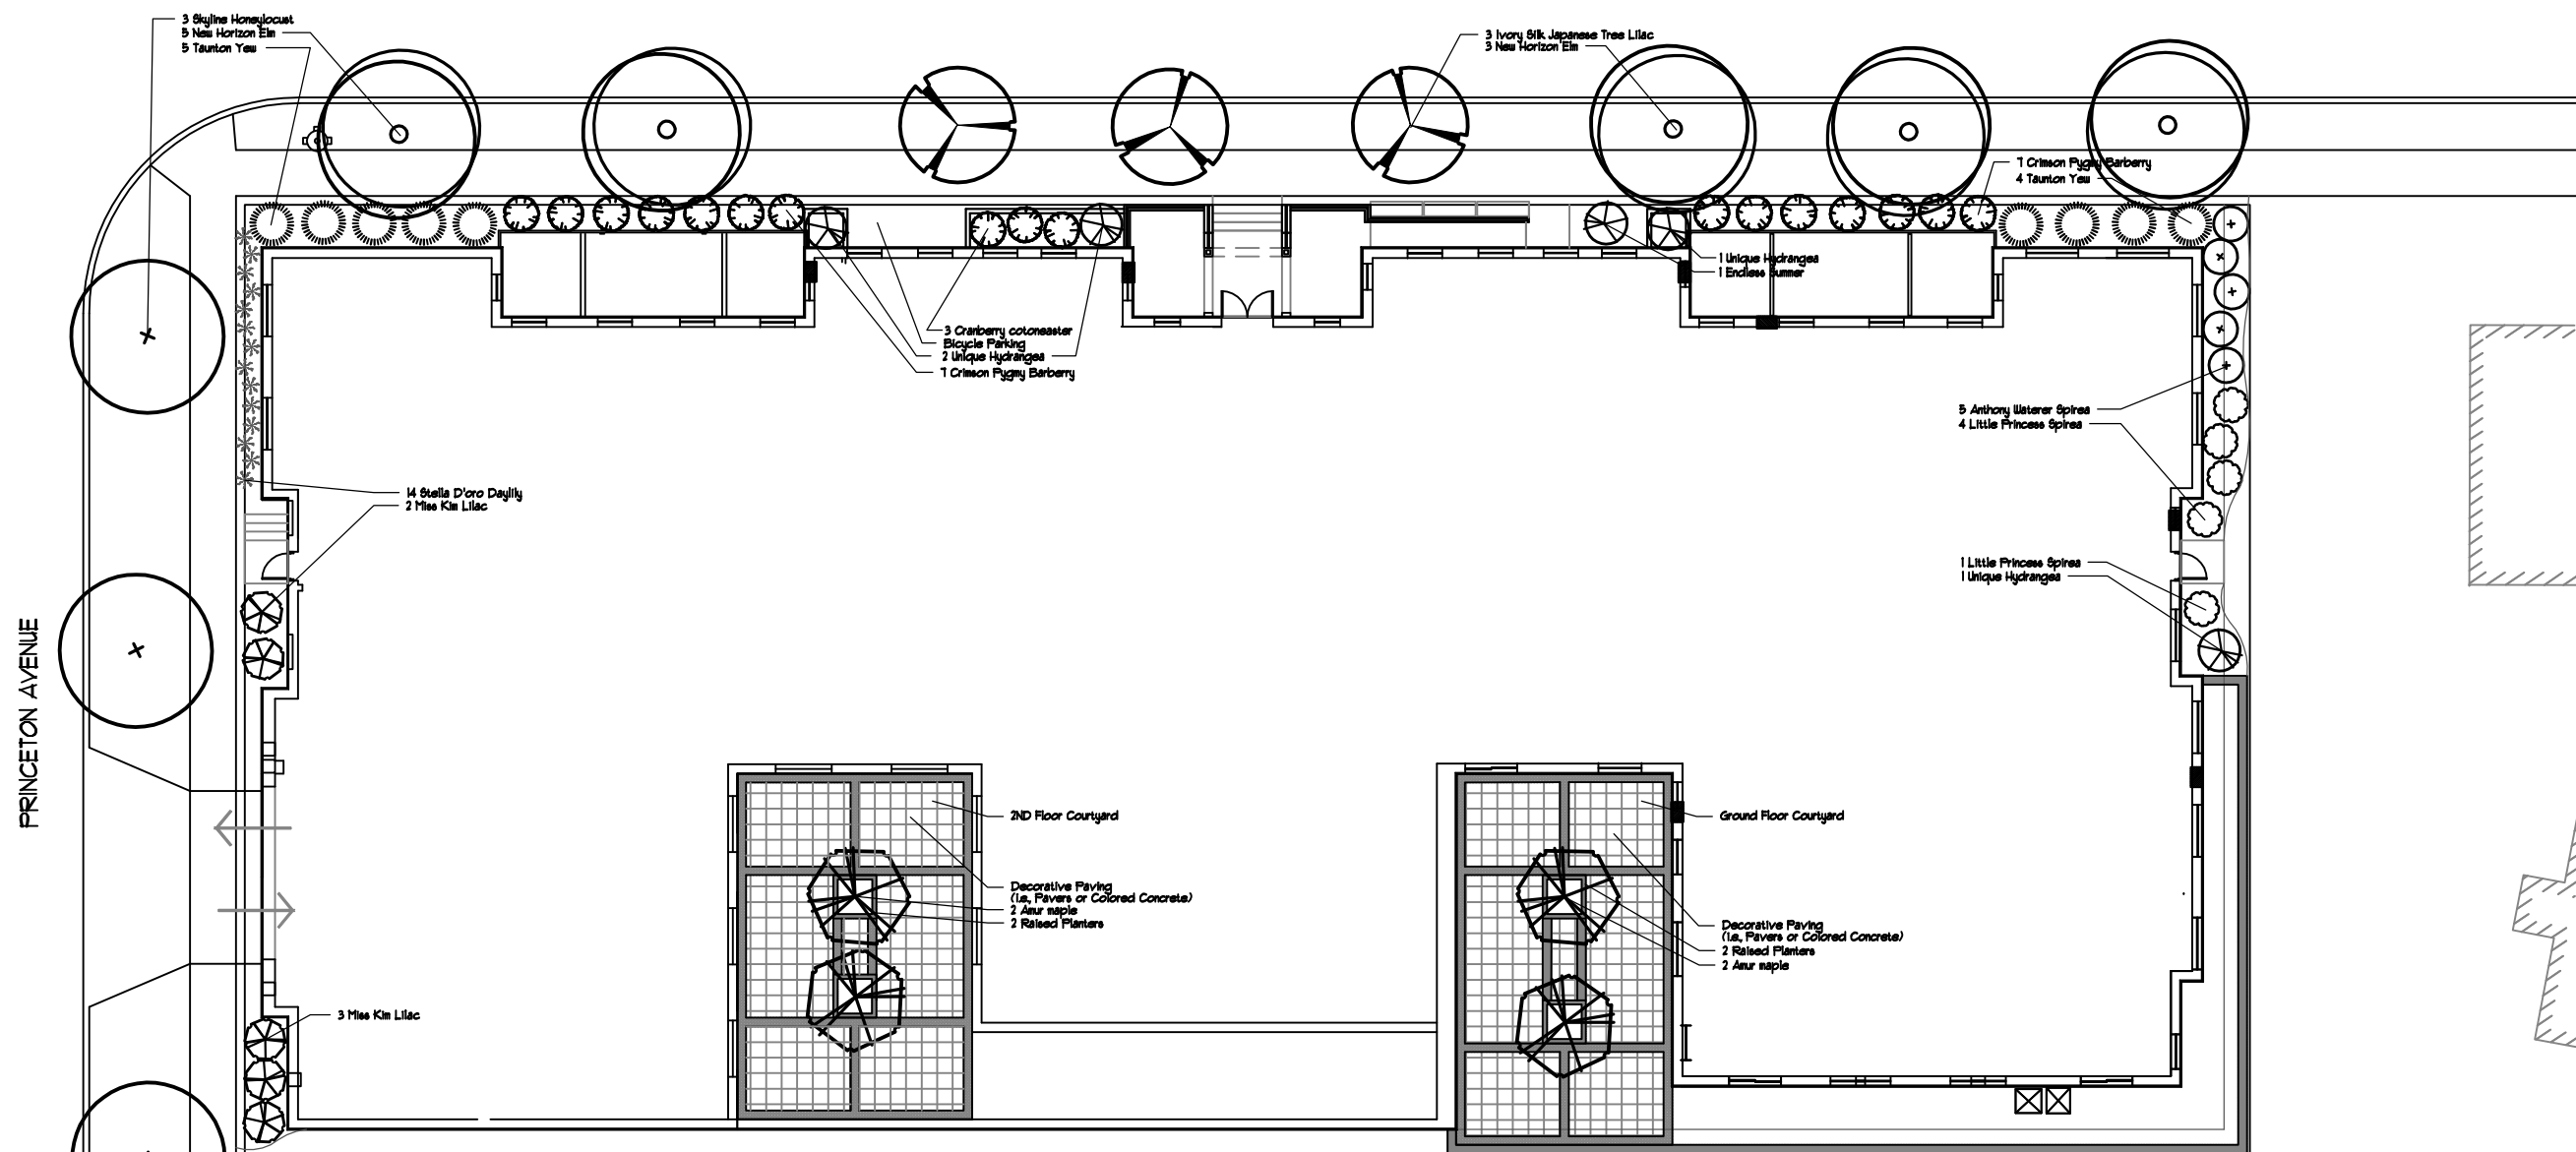 3 Skyline Honeylocust
5 New Horizon Elm
5 Taunton Yew
3 Ivory Silk Japanese Tree Lilac
3 New Horizon Elm
7 Crimson Pygmy Barberry
4 Taunton Yew
1 Unique Hydrangea
1 Endless Summer
3 Cranberry cotoneaster
Bicycle Parking
2 Unique Hydrangea
7 Crimson Pygmy Barberry
5 Anthony Waterer Spirea
4 Little Princess Spirea
14 Stella D'oro Daylily
2 Miss Kim Lilac
1 Little Princess Spirea
1 Unique Hydrangea
PRINCETON AVENUE
2ND Floor Courtyard
Decorative Paving
(i.e., Pavers or Colored Concrete)
2 Amur maple
2 Raised Planters
Ground Floor Courtyard
Decorative Paving
(i.e., Pavers or Colored Concrete)
2 Raised Planters
2 Amur maple
3 Miss Kim Lilac